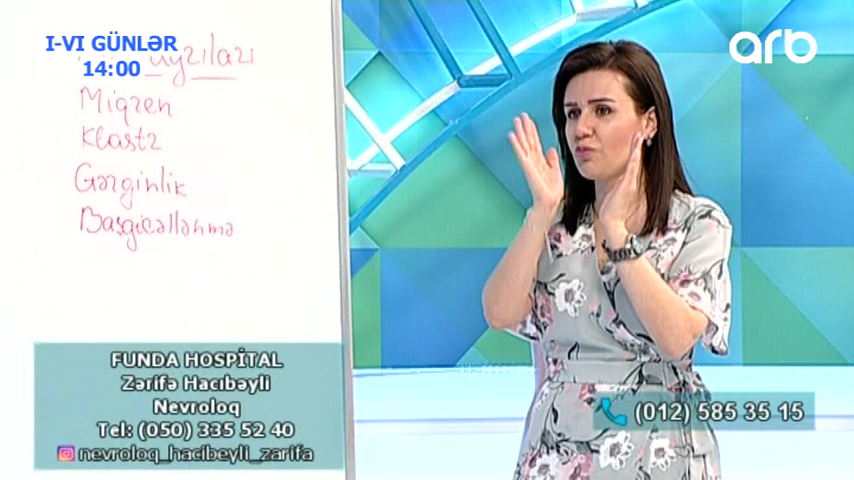 I-VI GÜNLƏR
14:00
arb
ağrıları
Miqren
Klastr
Gərginlik
Başgicəllənmə
FUNDA HOSPİTAL
Zərifə Hacıbəyli
Nevroloq
Tel: (050) 335 52 40
nevroloq_hacibeyli_zarifa
(012) 585 35 15